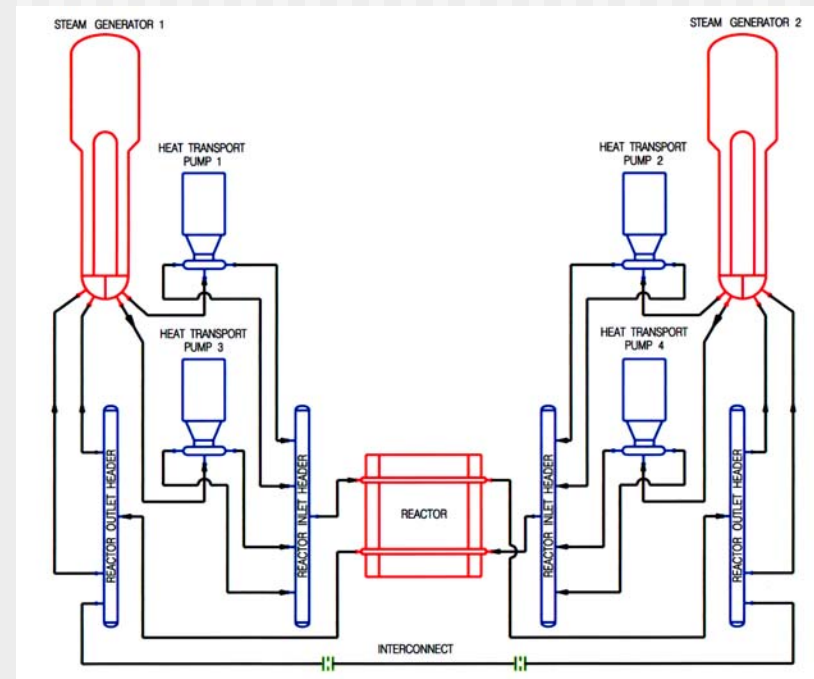 STEAM GENERATOR 1
STEAM GENERATOR 2
HEAT TRANSPORT
PUMP 1
HEAT TRANSPORT
PUMP 2
HEAT TRANSPORT
PUMP 3
HEAT TRANSPORT
PUMP 4
REACTOR OUTLET HEADER
REACTOR INLET HEADER
REACTOR
REACTOR INLET HEADER
REACTOR OUTLET HEADER
INTERCONNECT